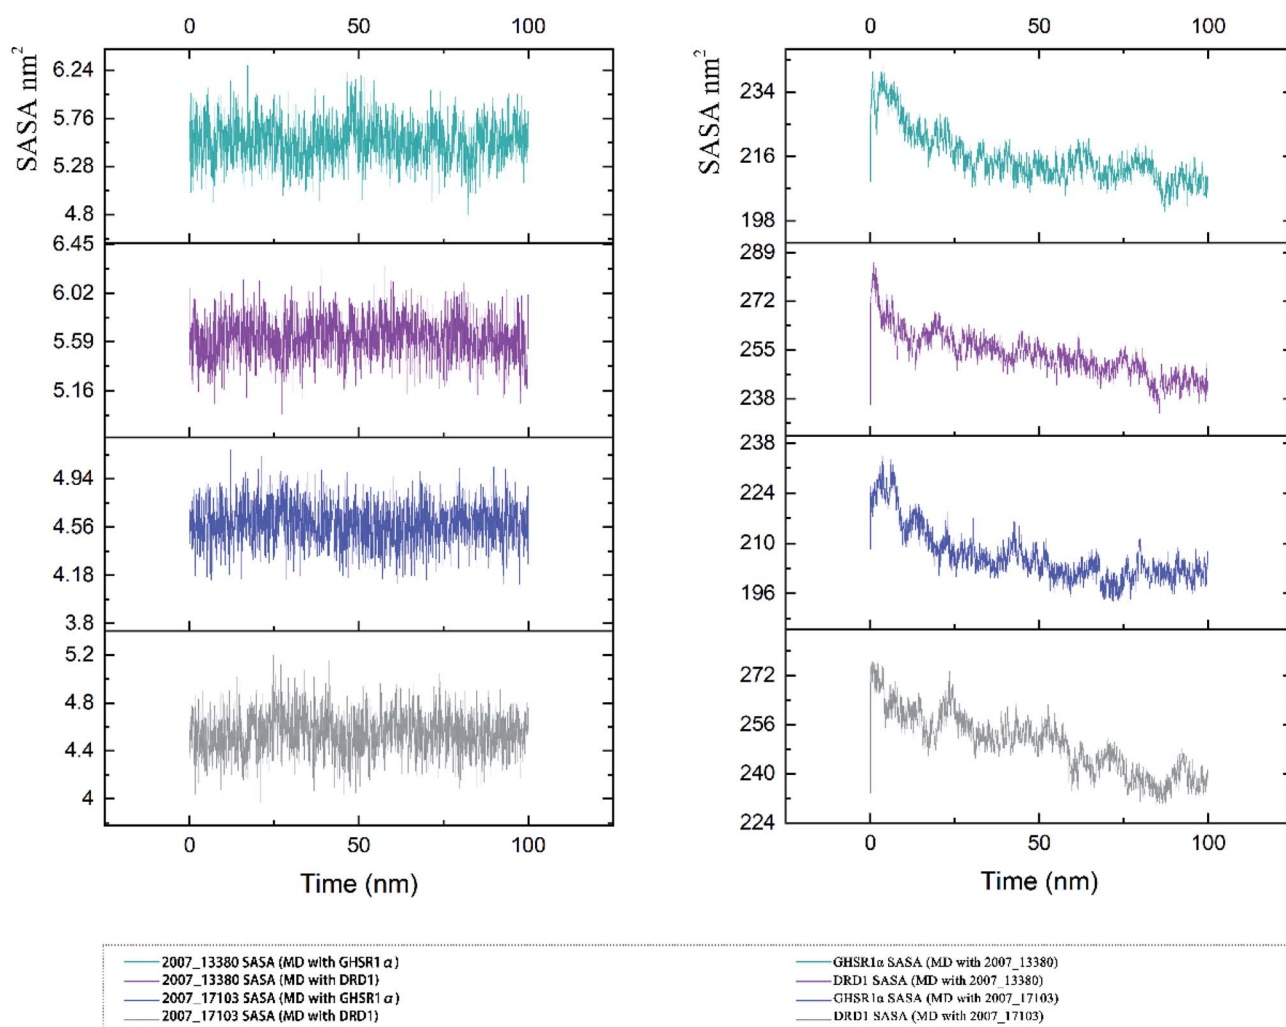 0 50 100
SASA nm²
6.24
5.76
5.28
4.8
6.45
6.02
5.59
5.16
4.94
4.56
4.18
3.8
5.2
4.8
4.4
4
0 50 100
Time (nm)
0 50 100
SASA nm²
234
216
198
289
272
255
238
238
224
210
196
272
256
240
224
0 50 100
Time (nm)
2007_13380 SASA (MD with GHSR1α)
2007_13380 SASA (MD with DRD1)
2007_17103 SASA (MD with GHSR1α)
2007_17103 SASA (MD with DRD1)
GHSR1α SASA (MD with 2007_13380)
DRD1 SASA (MD with 2007_13380)
GHSR1α SASA (MD with 2007_17103)
DRD1 SASA (MD with 2007_17103)